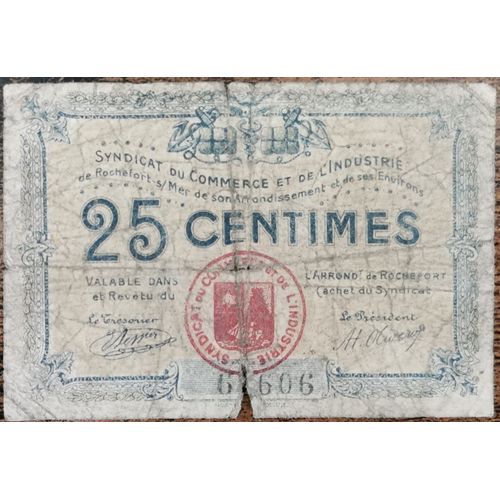 SYNDICAT DU COMMERCE ET DE L'INDUSTRIE
de Rochefort s/Mer de son Arrondissement et de ses Environs
25 CENTIMES
VALABLE DANS L'ARROND.t de ROCHEFORT
et Revêtu du Cachet du Syndicat
Le Trésorier Le Président
SYNDICAT DU COMMERCE ET DE L'INDUSTRIE
606